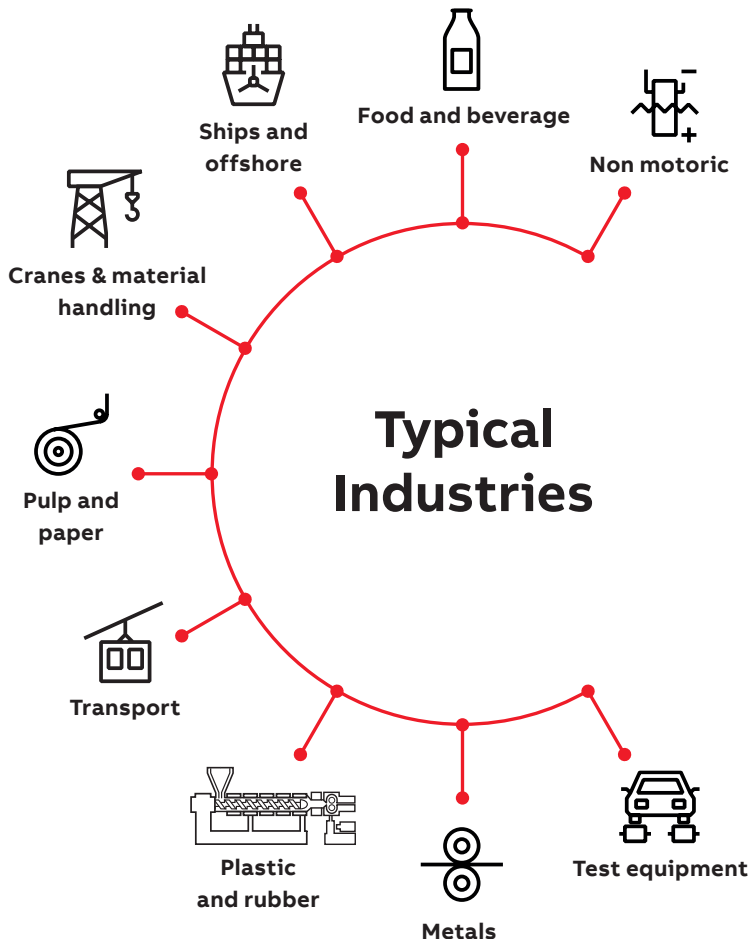 Ships and
offshore
Food and beverage
Non motoric
Cranes & material
handling
Typical
Industries
Pulp and
paper
Transport
Plastic
and rubber
Metals
Test equipment